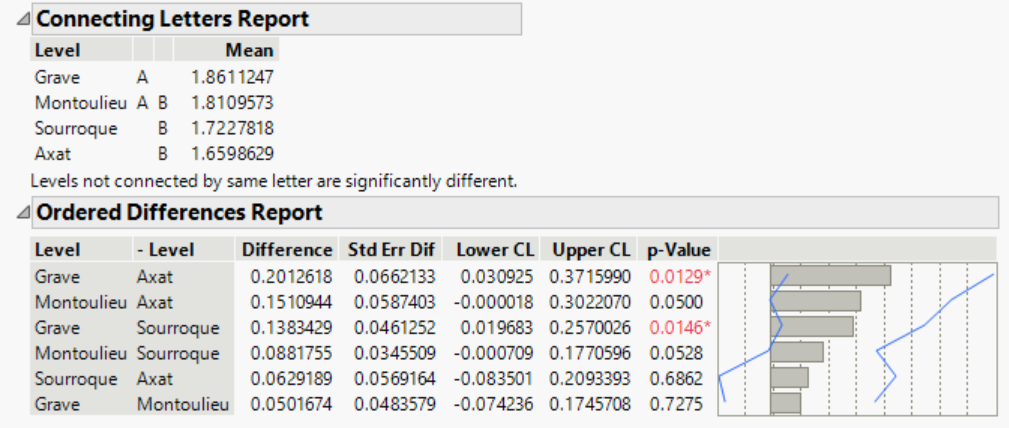 Connecting Letters Report
Level Mean
Grave A 1.8611247
Montoulieu A B 1.8109573
Sourroque B 1.7227818
Axat B 1.6598629
Levels not connected by same letter are significantly different.
Ordered Differences Report
Level - Level Difference Std Err Dif Lower CL Upper CL p-Value
Grave Axat 0.2012618 0.0662133 0.030925 0.3715990 0.0129*
Montoulieu Axat 0.1510944 0.0587403 -0.000018 0.3022070 0.0500
Grave Sourroque 0.1383429 0.0461252 0.019683 0.2570026 0.0146*
Montoulieu Sourroque 0.0881755 0.0345509 -0.000709 0.1770596 0.0528
Sourroque Axat 0.0629189 0.0569164 -0.083501 0.2093393 0.6862
Grave Montoulieu 0.0501674 0.0483579 -0.074236 0.1745708 0.7275